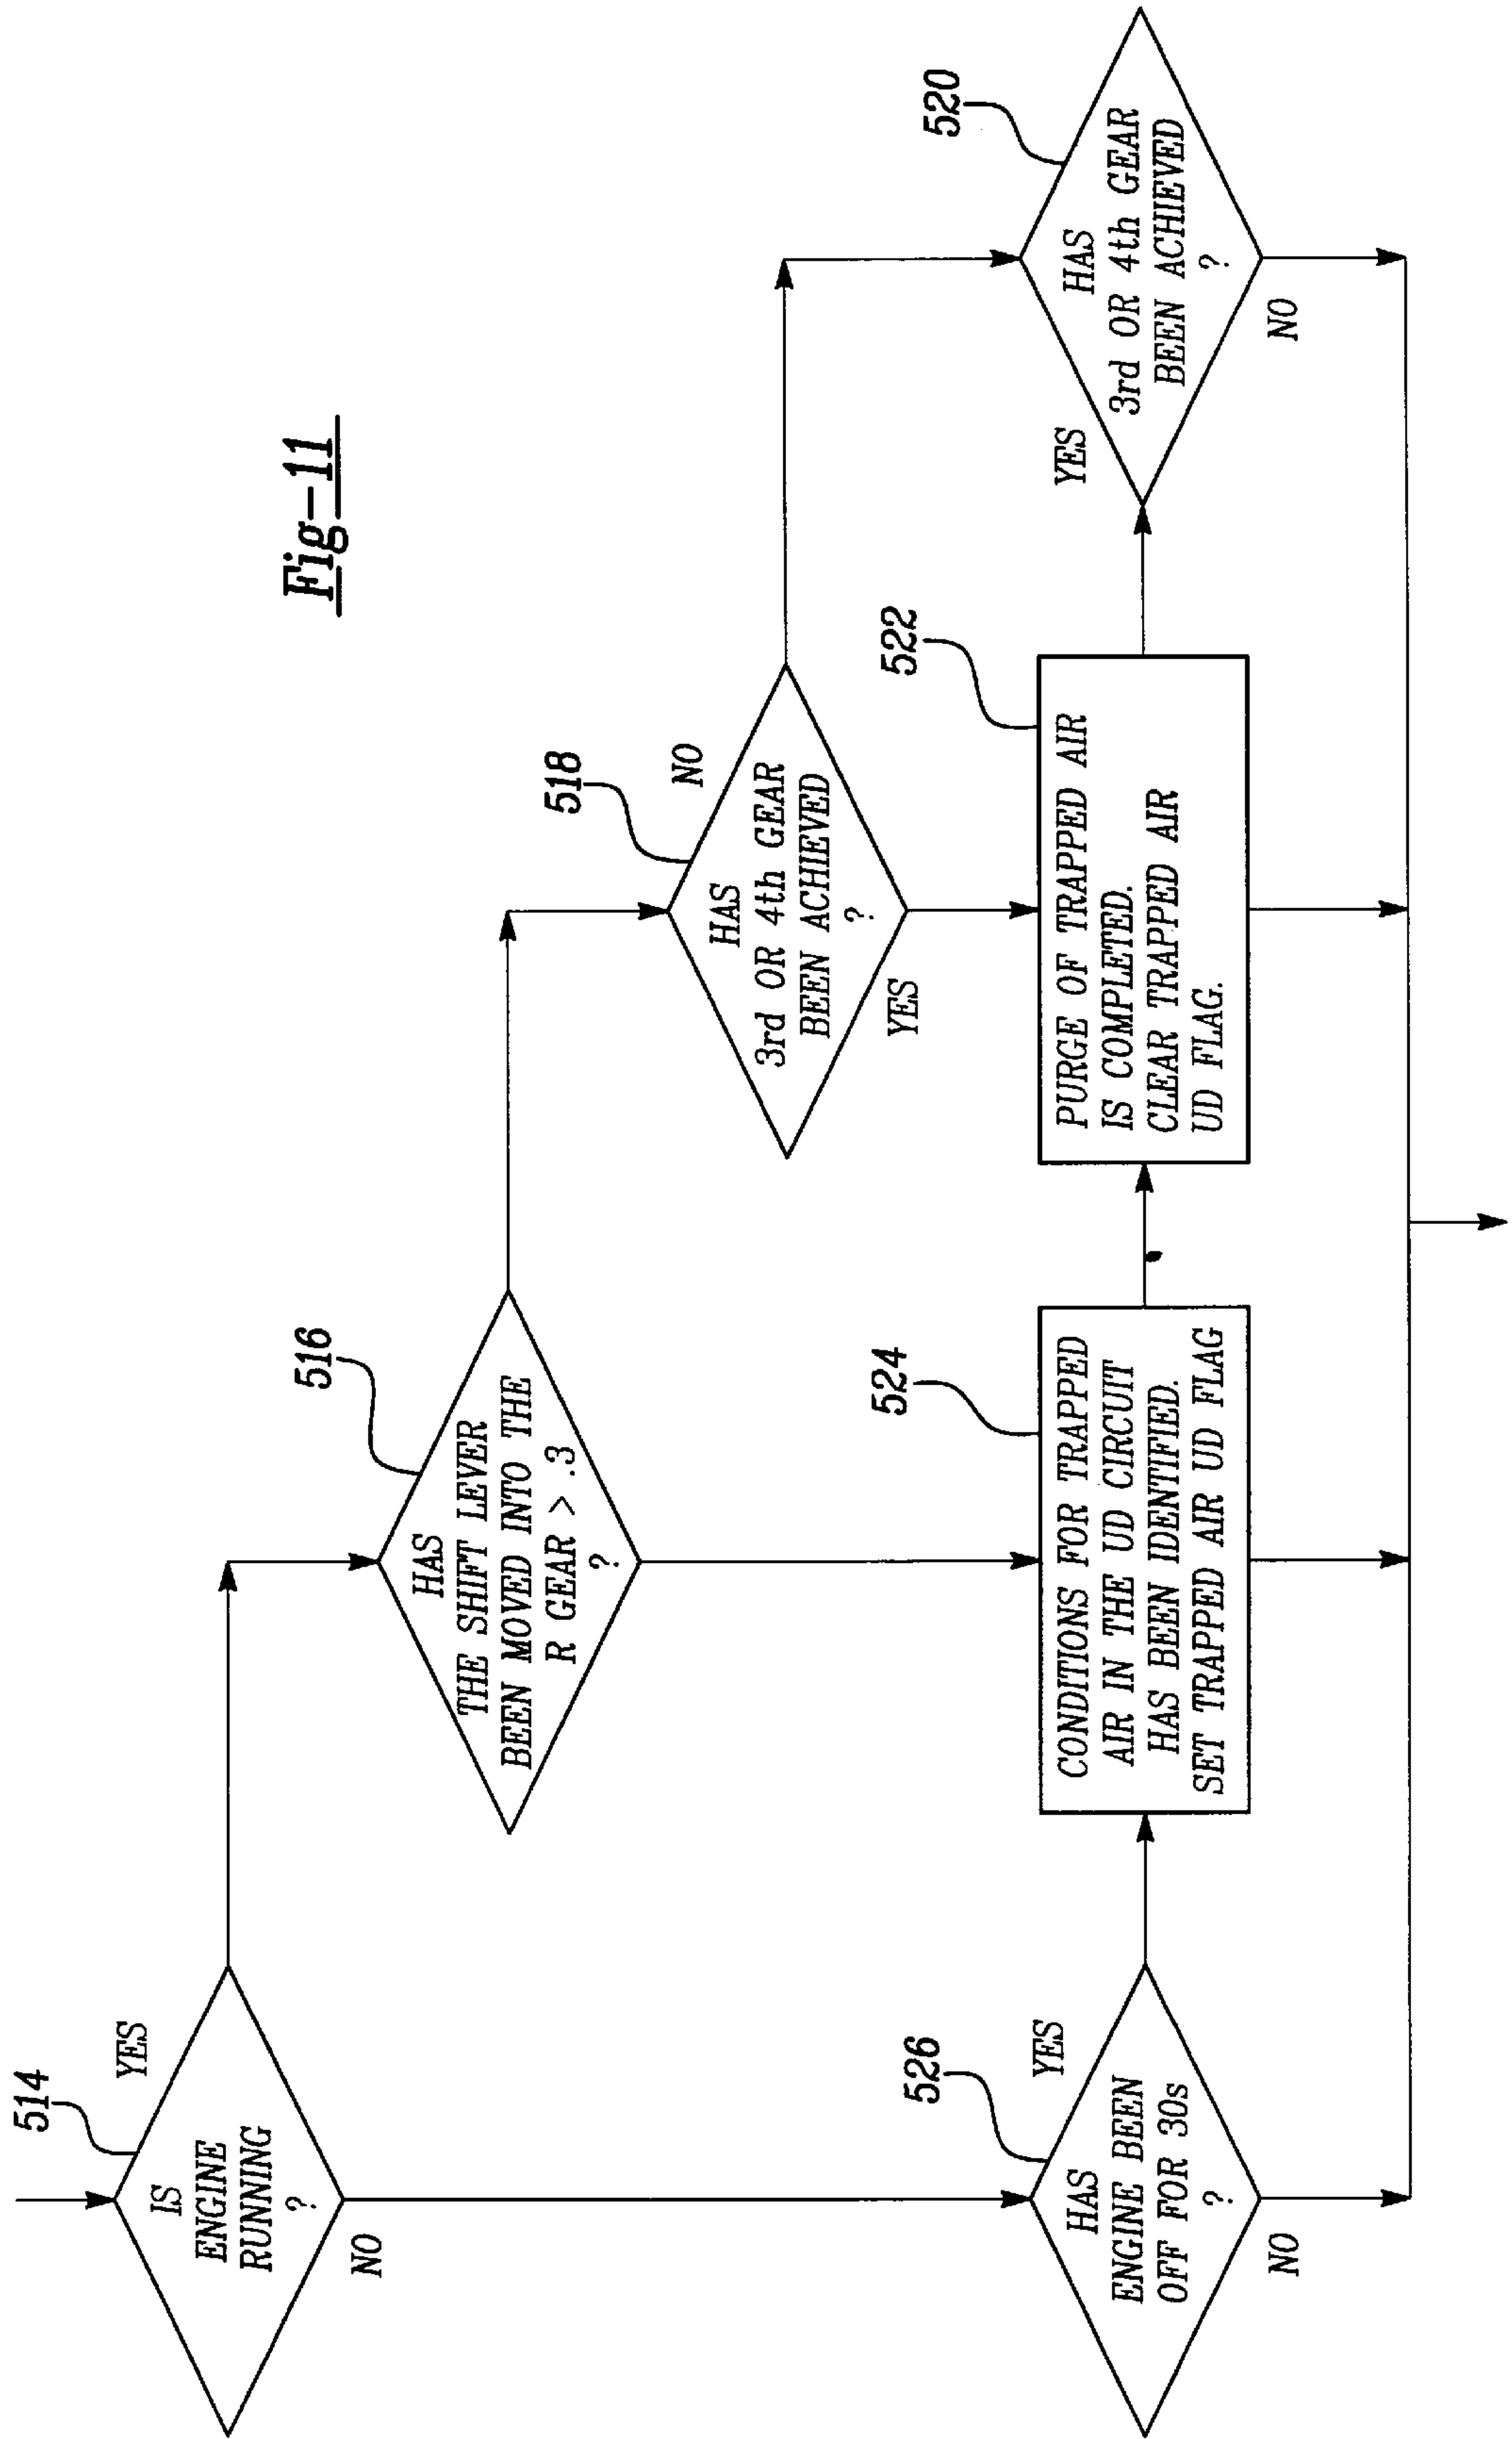 Fig-11
514
IS
ENGINE
RUNNING
?
YES
NO
516
HAS
THE SHIFT LEVER
BEEN MOVED INTO THE
R GEAR > .3
?
518
HAS
3rd OR 4th GEAR
BEEN ACHIEVED
?
NO
YES
520
HAS
3rd OR 4th GEAR
BEEN ACHIEVED
?
YES
NO
522
PURGE OF TRAPPED AIR
IS COMPLETED.
CLEAR TRAPPED AIR
UD FLAG.
524
CONDITIONS FOR TRAPPED
AIR IN THE UD CIRCUIT
HAS BEEN IDENTIFIED.
SET TRAPPED AIR UD FLAG
526
HAS
ENGINE BEEN
OFF FOR 30s
?
YES
NO